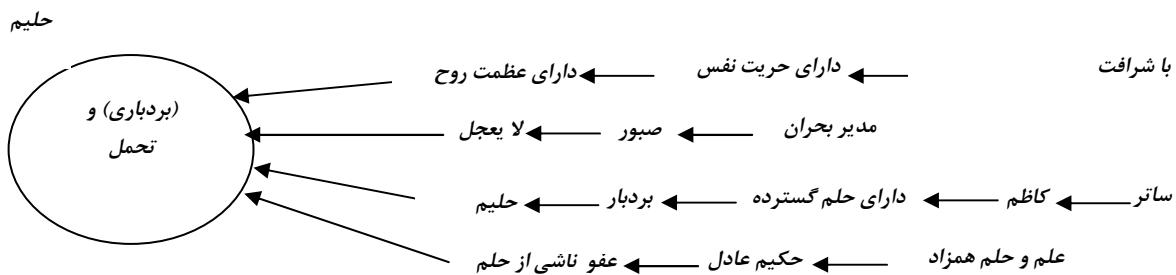 حلیم
با شرافت دارای حریت نفس دارای عظمت روح
(بردباری) و
مدیر بحران صبور لا یعجل
تحمل
ساتر کاظم دارای حلم گسترده بردبار حلیم
علم و حلم همزاد حکیم عادل عفو ناشی از حلم